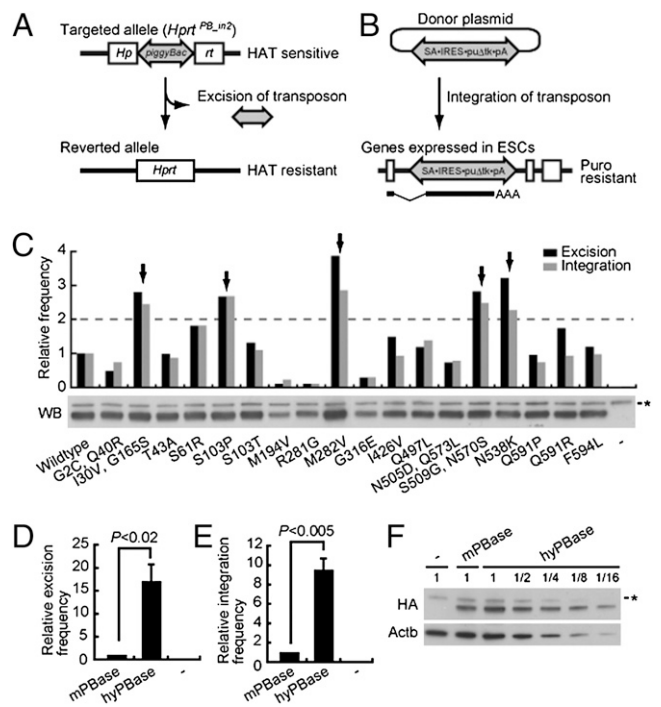 A
Targeted allele (Hprt PB_in2)
Hp piggyBac rt HAT sensitive
Excision of transposon
Reverted allele
Hprt HAT resistant
B
Donor plasmid
SA•IRES•puΔtk•pA
Integration of transposon
Genes expressed in ESCs
SA•IRES•puΔtk•pA
Puro
resistant
AAA
C
Relative frequency
4
3
2
1
0
Excision
Integration
WB
-*
Wildtype
G2C, Q40R
I30V, G165S
T43A
S61R
S103P
S103T
M194V
R281G
M282V
G316E
I426V
Q497L
N505D, Q573L
S509G, N570S
N538K
Q591P
Q591R
F594L
-
D
Relative excision
frequency
25
20
15
10
5
0
P<0.02
mPBase
hyPBase
-
E
Relative integration
frequency
12
10
8
6
4
2
0
P<0.005
mPBase
hyPBase
-
F
- mPBase hyPBase
1 1 1 1/2 1/4 1/8 1/16
HA
-*
Actb